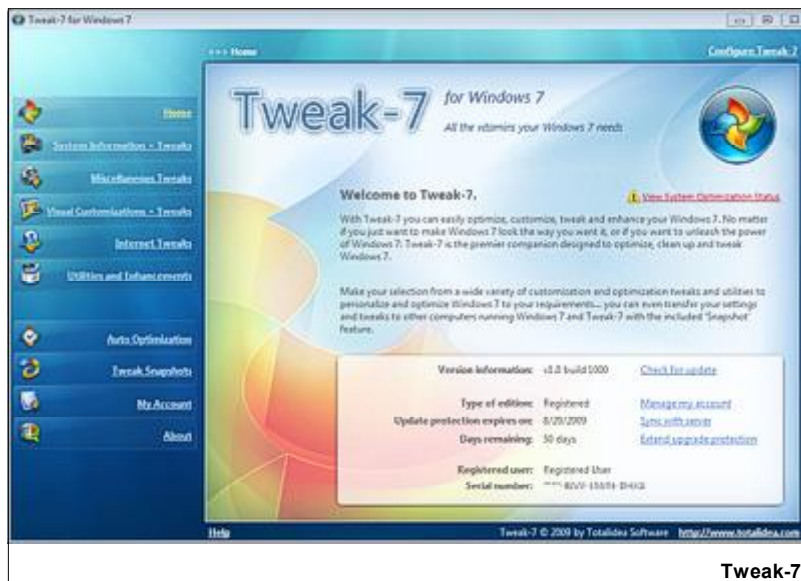 Tweak-7 for Windows 7
>>> Home
Configure Tweak-7
Home
System Information + Tweaks
Miscellaneous Tweaks
Visual Customizations + Tweaks
Internet Tweaks
Utilities and Enhancements
Auto Optimization
Tweak Snapshots
My Account
About
Tweak-7 for Windows 7
All the vitamins your Windows 7 needs
Welcome to Tweak-7.
View System Optimization Status
With Tweak-7 you can easily optimize, customize, tweak and enhance your Windows 7. No matter
if you just want to make Windows 7 look the way you want it, or if you want to unleash the power
of Windows 7: Tweak-7 is the premier companion designed to optimize, clean up and tweak
Windows 7.
Make your selection from a wide variety of customization and optimization tweaks and utilities to
personalize and optimize Windows 7 to your requirements... you can even transfer your settings
and tweaks to other computers running Windows 7 and Tweak-7 with the included 'Snapshot'
feature.
Version information: v1.0 build 1000 Check for update
Type of edition: Registered Manage my account
Update protection expires on: 8/20/2009 Sync with server
Days remaining: 50 days Extend upgrade protection
Registered user: Registered User
Serial number:
Help
Tweak-7 © 2009 by Totalidea Software http://www.totalidea.com
Tweak-7